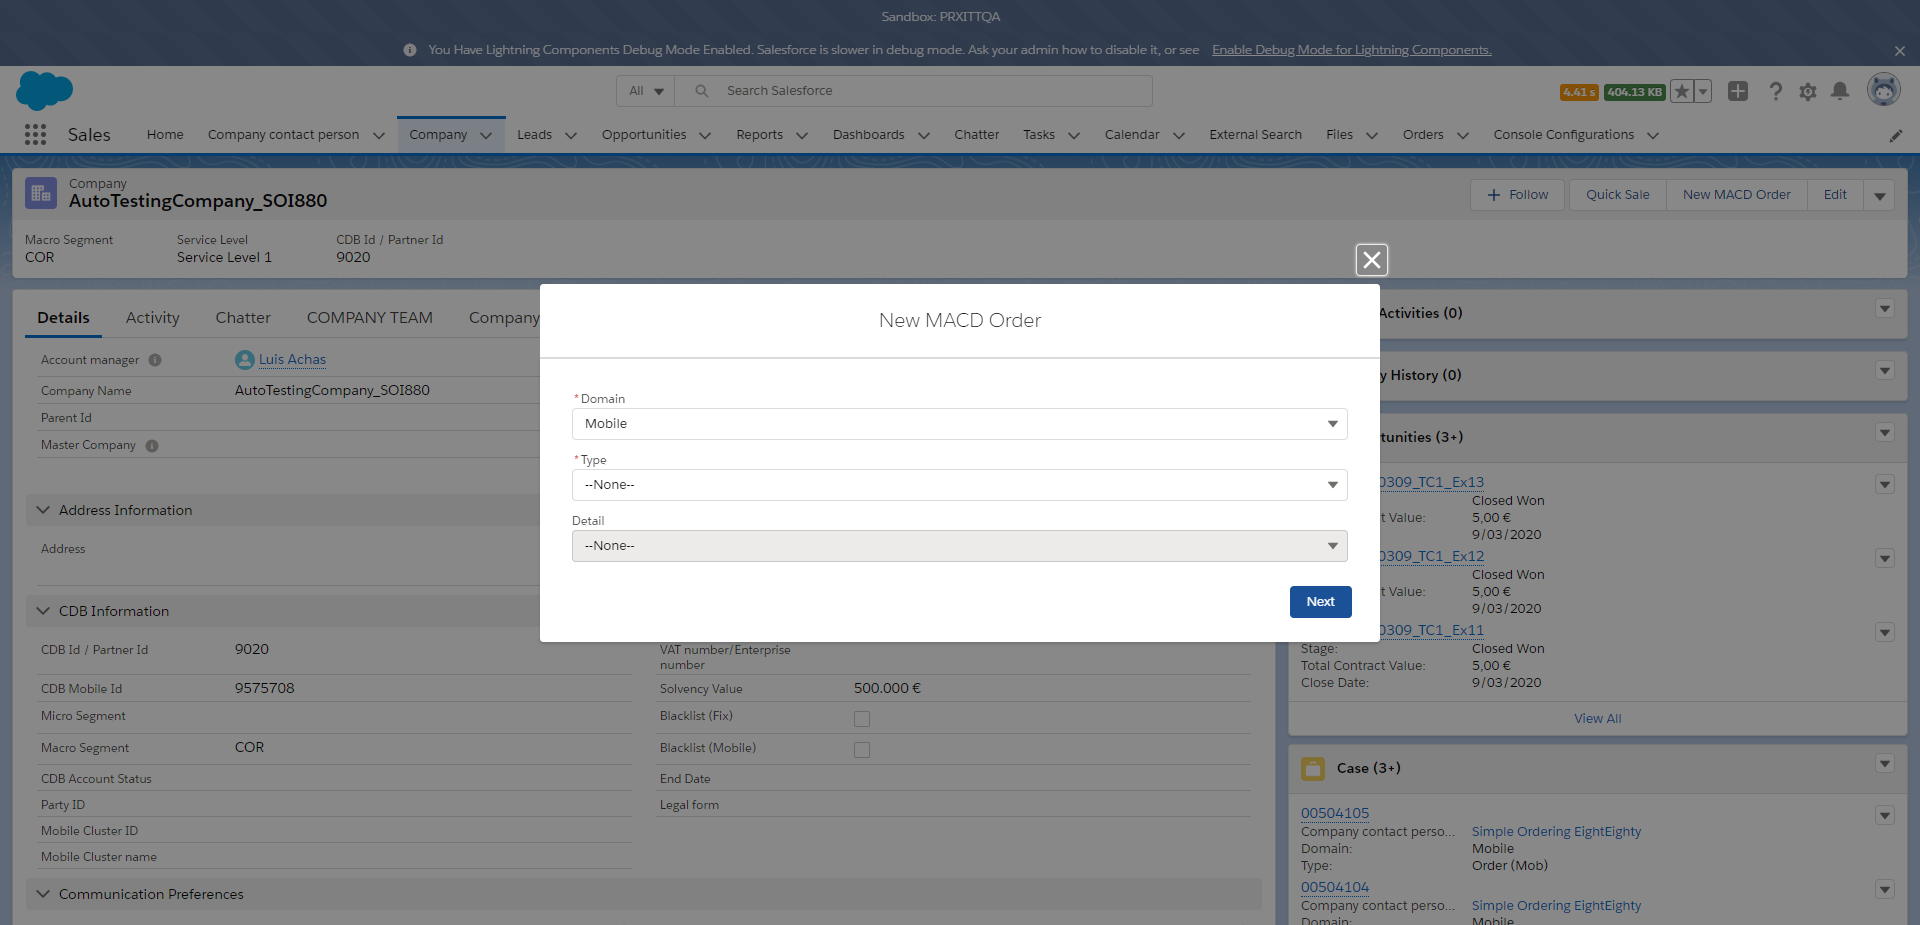 Sandbox: PRXITTQA
You Have Lightning Components Debug Mode Enabled. Salesforce is slower in debug mode. Ask your admin how to disable it, or see Enable Debug Mode for Lightning Components.
All
Search Salesforce
4.41 s
404.13 KB
Sales
Home
Company contact person
Company
Leads
Opportunities
Reports
Dashboards
Chatter
Tasks
Calendar
External Search
Files
Orders
Console Configurations
Company
AutoTestingCompany_SOI880
Follow
Quick Sale
New MACD Order
Edit
Macro Segment
COR
Service Level
Service Level 1
CDB Id / Partner Id
9020
Details
Activity
Chatter
COMPANY TEAM
Company
Account manager
Luis Achas
Company Name
AutoTestingCompany_SOI880
Parent Id
Master Company
Address Information
Address
CDB Information
CDB Id / Partner Id
9020
CDB Mobile Id
9575708
Micro Segment
Macro Segment
COR
CDB Account Status
Party ID
Mobile Cluster ID
Mobile Cluster name
VAT number/Enterprise
number
Solvency Value
500.000 €
Blacklist (Fix)
Blacklist (Mobile)
End Date
Legal form
Communication Preferences
New MACD Order
*Domain
Mobile
*Type
--None--
Detail
--None--
Next
Activities (0)
y History (0)
tunities (3+)
0309_TC1_Ex13
Closed Won
t Value:
5,00 €
9/03/2020
0309_TC1_Ex12
Closed Won
t Value:
5,00 €
9/03/2020
0309_TC1_Ex11
Stage:
Closed Won
Total Contract Value:
5,00 €
Close Date:
9/03/2020
View All
Case (3+)
00504105
Company contact perso...
Simple Ordering EightEighty
Domain:
Mobile
Type:
Order (Mob)
00504104
Company contact perso...
Simple Ordering EightEighty
Domain:
Mobile